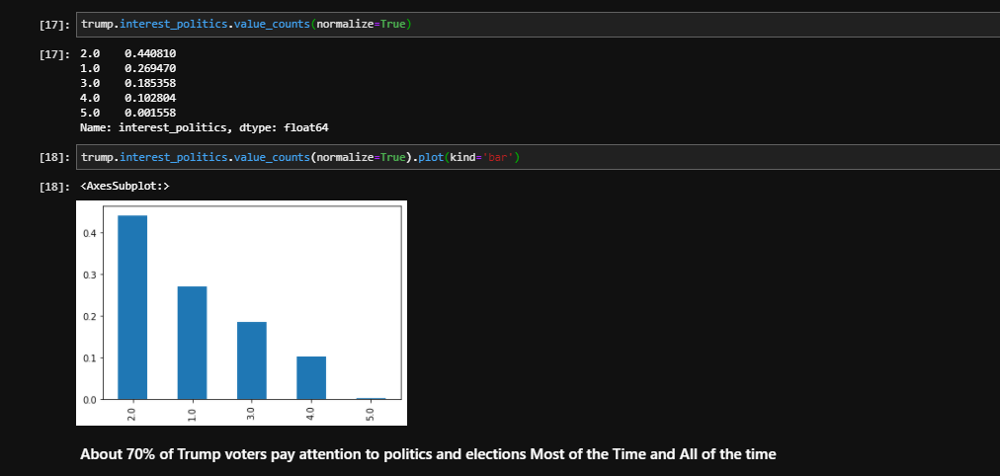 [17]: trump.interest_politics.value_counts(normalize=True)
[17]: 2.0    0.440810
1.0    0.269470
3.0    0.185358
4.0    0.102804
5.0    0.001558
Name: interest_politics, dtype: float64
[18]: trump.interest_politics.value_counts(normalize=True).plot(kind='bar')
[18]: <AxesSubplot:>
0.4
0.3
0.2
0.1
0.0
2.0 1.0 3.0 4.0 5.0
About 70% of Trump voters pay attention to politics and elections Most of the Time and All of the time